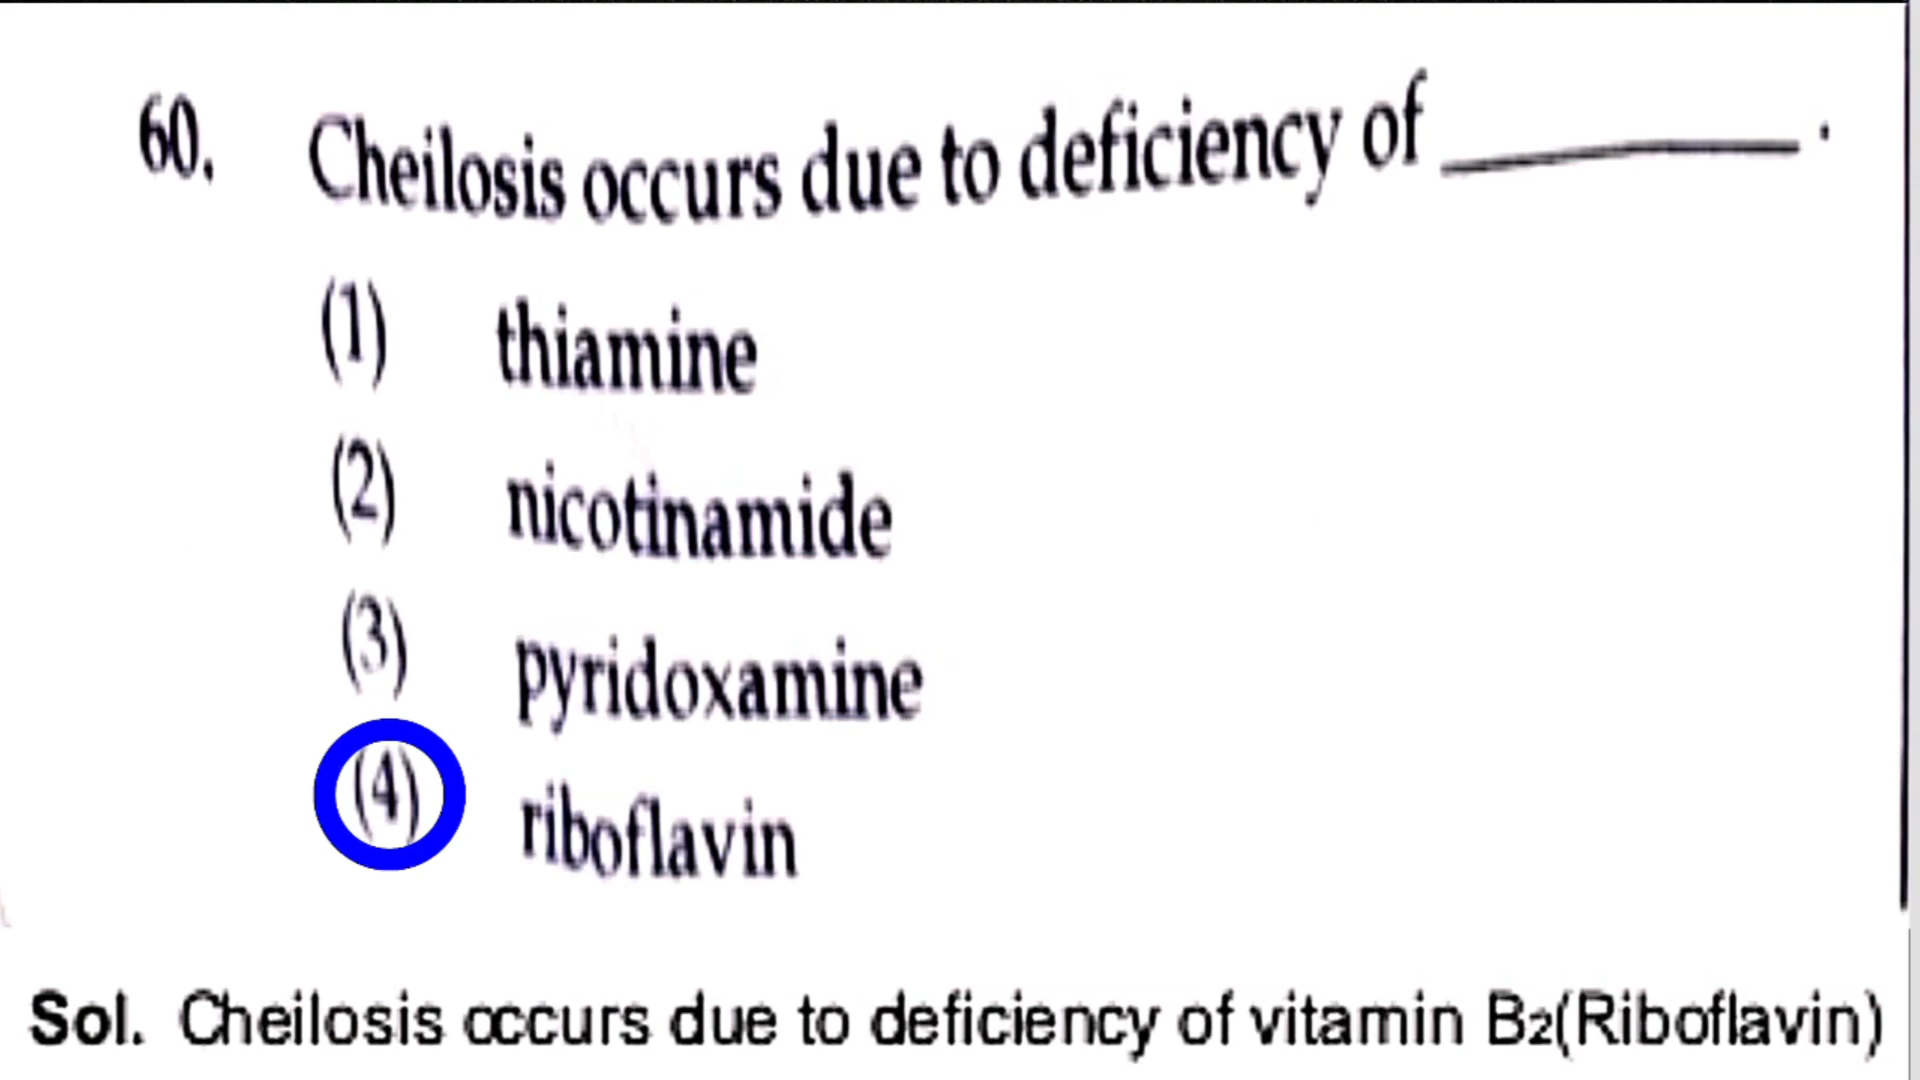 60. Cheilosis occurs due to deficiency of ________ .
(1) thiamine
(2) nicotinamide
(3) pyridoxamine
(4) riboflavin
Sol. Cheilosis occurs due to deficiency of vitamin B2(Riboflavin)